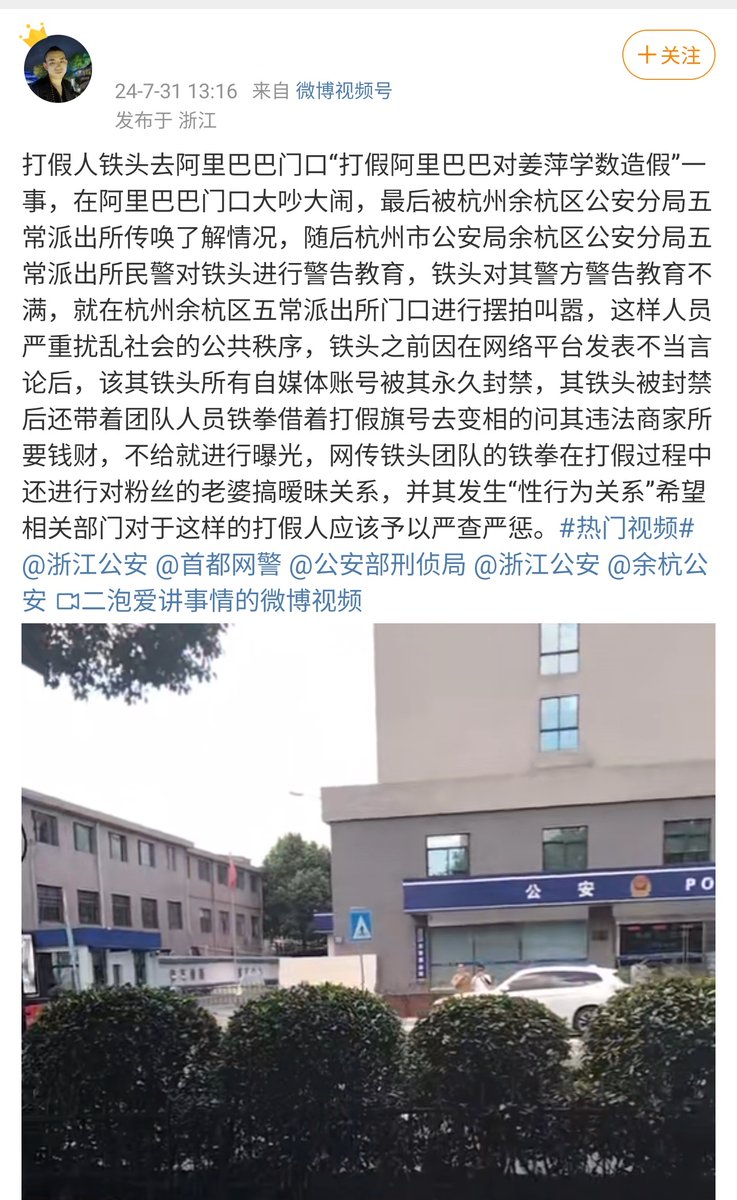 +关注
24-7-31 13:16 来自 微博视频号
发布于 浙江
打假人铁头去阿里巴巴门口“打假阿里巴巴对姜萍学数造假”一
事，在阿里巴巴门口大吵大闹，最后被杭州余杭区公安分局五
常派出所传唤了解情况，随后杭州市公安局余杭区公安分局五
常派出所民警对铁头进行警告教育，铁头对其警方警告教育不
满，就在杭州余杭区五常派出所门口进行摆拍叫嚣，这样人员
严重扰乱社会的公共秩序，铁头之前因在网络平台发表不当言
论后，该其铁头所有自媒体账号被其永久封禁，其铁头被封禁
后还带着团队人员铁拳借着打假旗号去变相的问其违法商家所
要钱财，不给就进行曝光，网传铁头团队的铁拳在打假过程中
还进行对粉丝的老婆搞暧昧关系，并其发生“性行为关系”希望
相关部门对于这样的打假人应该予以严查严惩。#热门视频#
@浙江公安 @首都网警 @公安部刑侦局 @浙江公安 @余杭公
安 二泡爱讲事情的微博视频
公安 PO